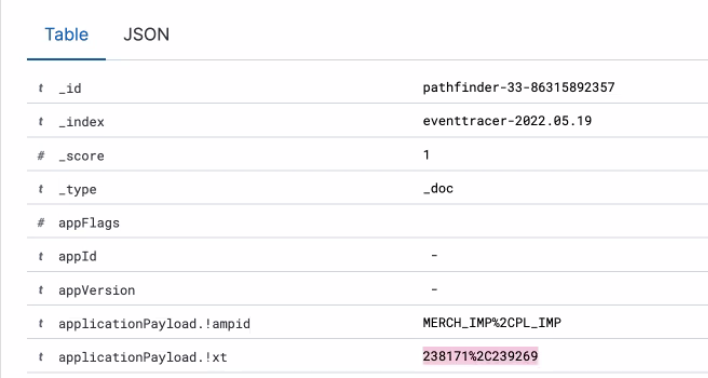 Table JSON
t _id pathfinder-33-86315892357
t _index eventtracer-2022.05.19
# _score 1
t _type _doc
# appFlags
t appId -
t appVersion -
t applicationPayload.!ampid MERCH_IMP%2CPL_IMP
t applicationPayload.!xt 238171%2C239269